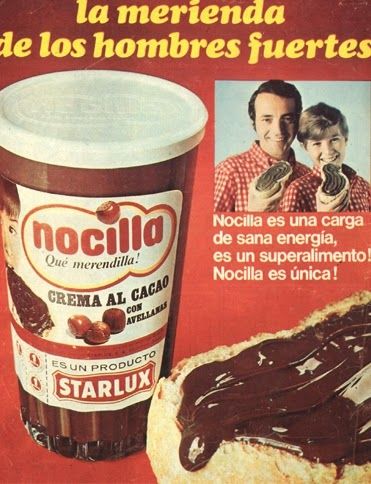 la merienda
de los hombres fuertes
nocilla
Qué merendilla!
CREMA AL CACAO
CON
AVELLANAS
ES UN PRODUCTO
STARLUX
Nocilla es una carga
de sana energía,
es un superalimento!
Nocilla es única!